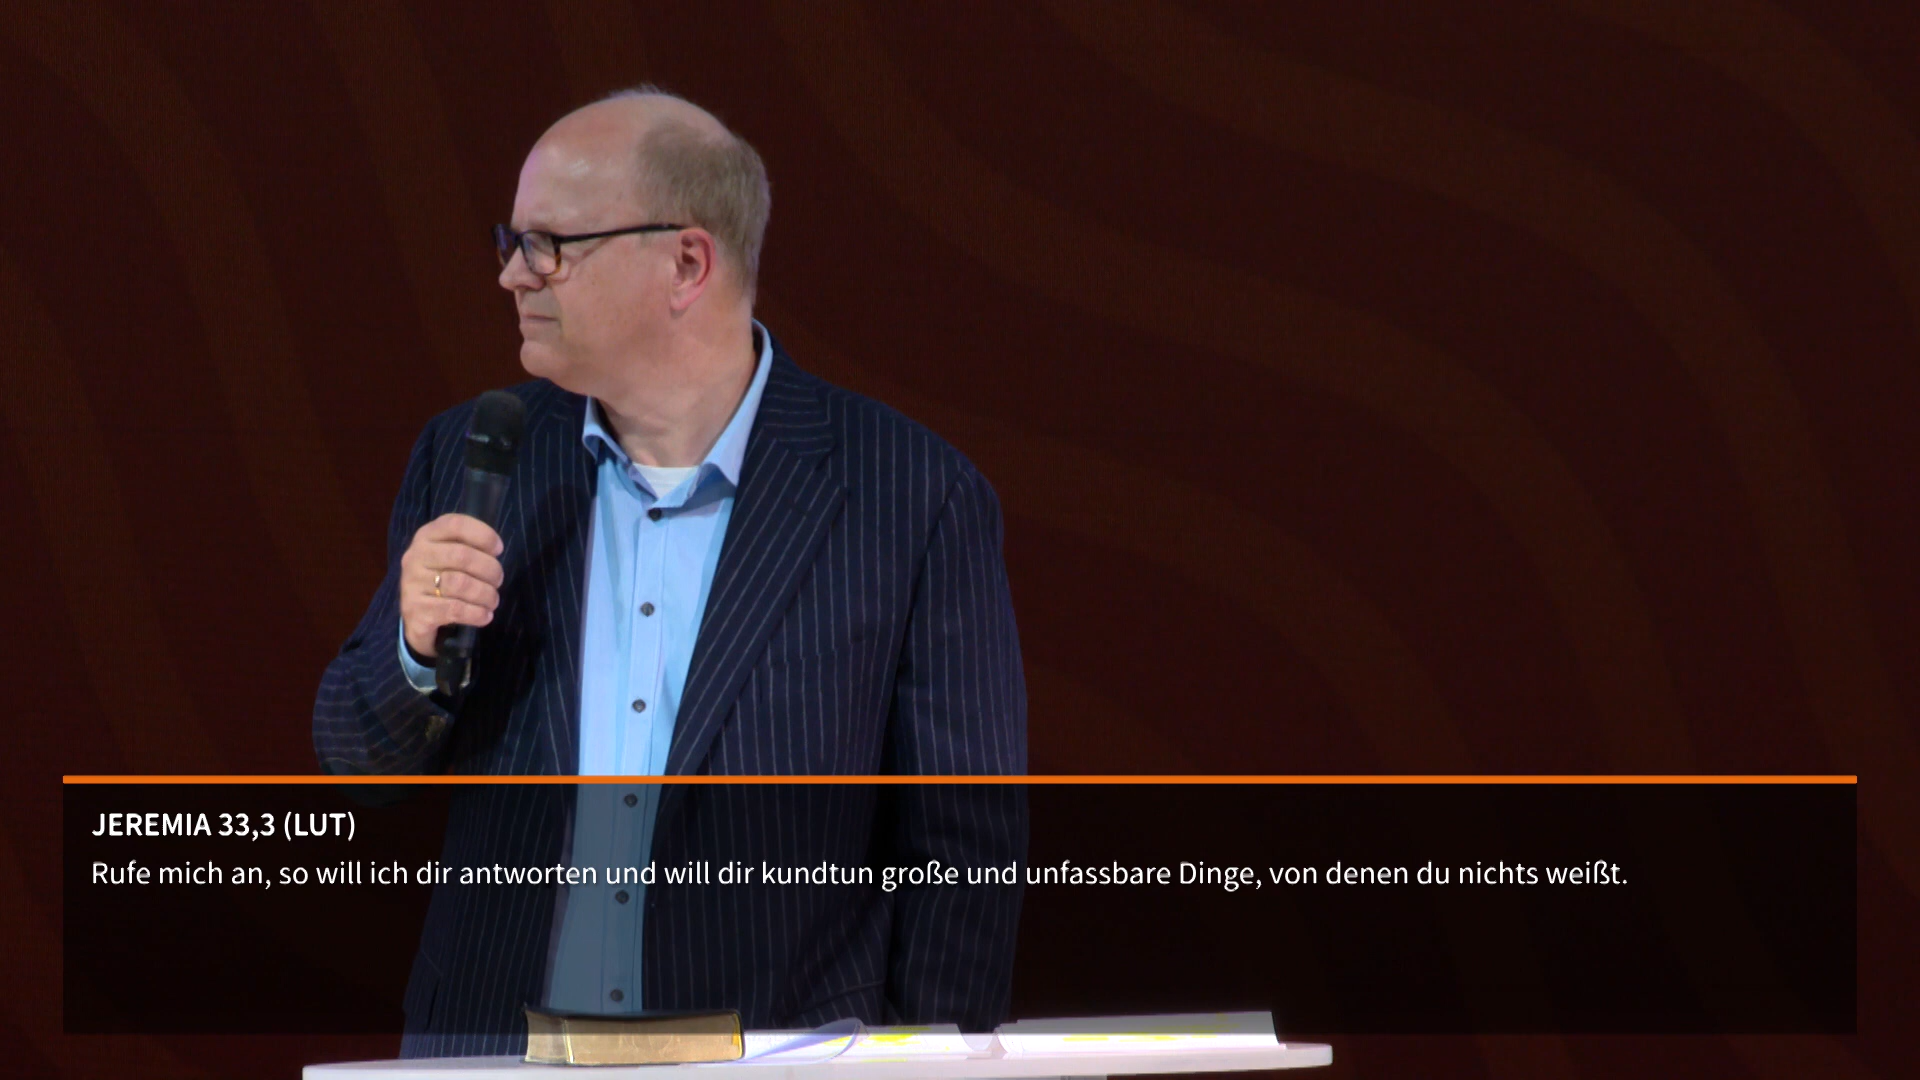 JEREMIA 33,3 (LUT)
Rufe mich an, so will ich dir antworten und will dir kundtun große und unfassbare Dinge, von denen du nichts weißt.